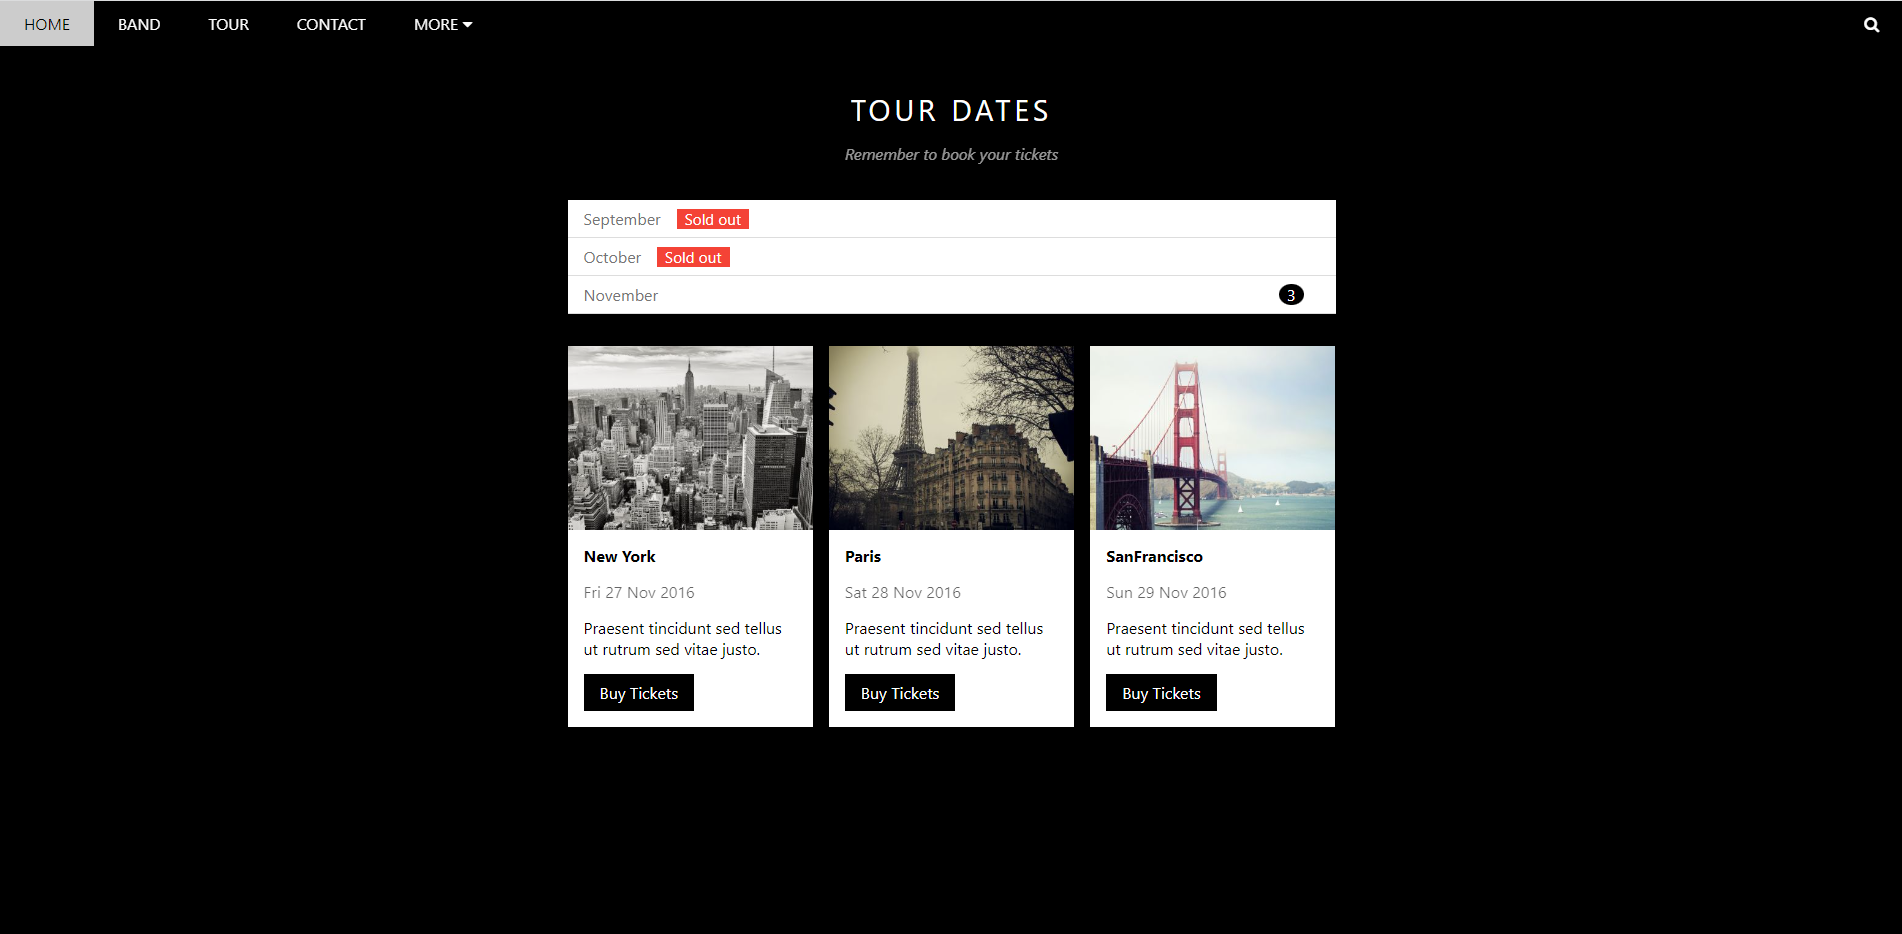 HOME BAND TOUR CONTACT MORE
TOUR DATES
Remember to book your tickets
September Sold out
October Sold out
November 3
New York
Fri 27 Nov 2016
Praesent tincidunt sed tellus
ut rutrum sed vitae justo.
Buy Tickets
Paris
Sat 28 Nov 2016
Praesent tincidunt sed tellus
ut rutrum sed vitae justo.
Buy Tickets
SanFrancisco
Sun 29 Nov 2016
Praesent tincidunt sed tellus
ut rutrum sed vitae justo.
Buy Tickets